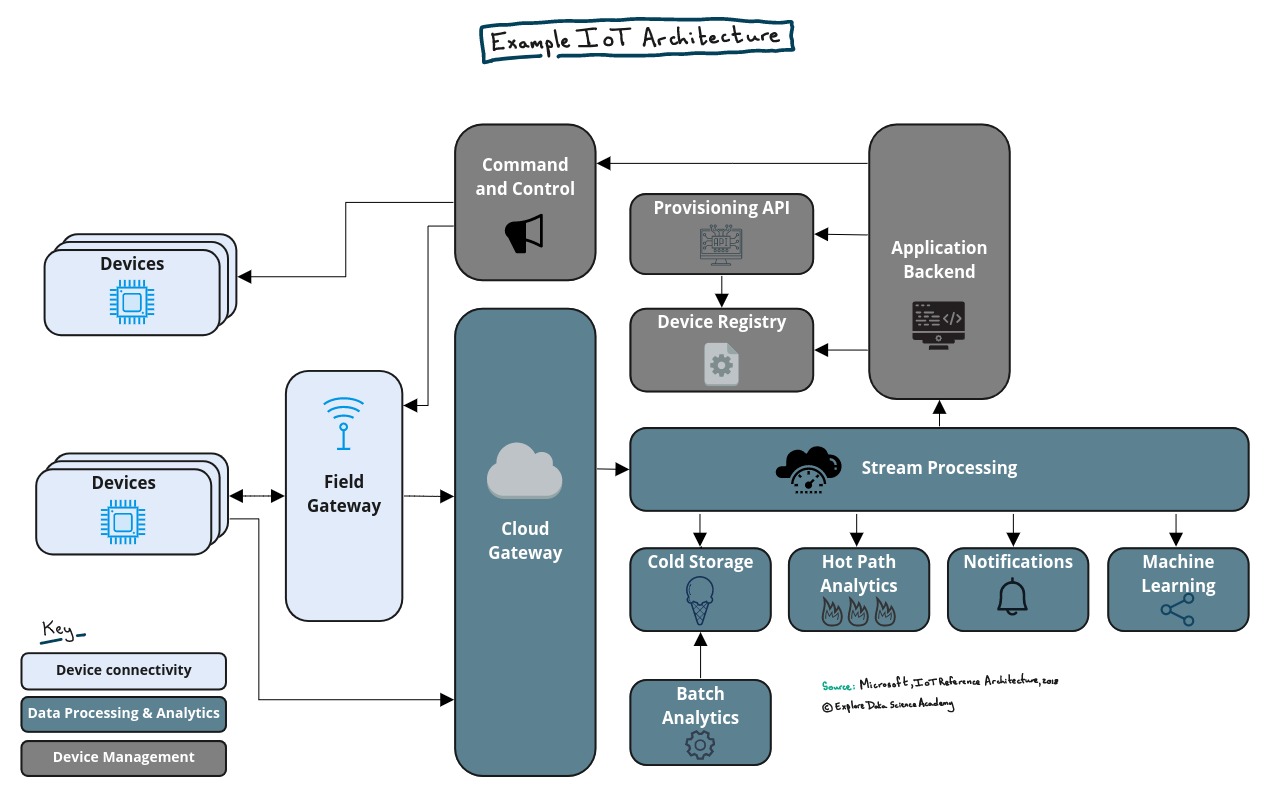 Example IoT Architecture
Command
and Control
Provisioning API
API
Application
Backend
Devices
Device Registry
Field
Gateway
Stream Processing
Devices
Cloud
Gateway
Cold Storage
Hot Path
Analytics
Notifications
Machine
Learning
Key
Device connectivity
Data Processing & Analytics
Device Management
Batch
Analytics
Source: Microsoft, IoT Reference Architecture, 2018
© Explore Data Science Academy